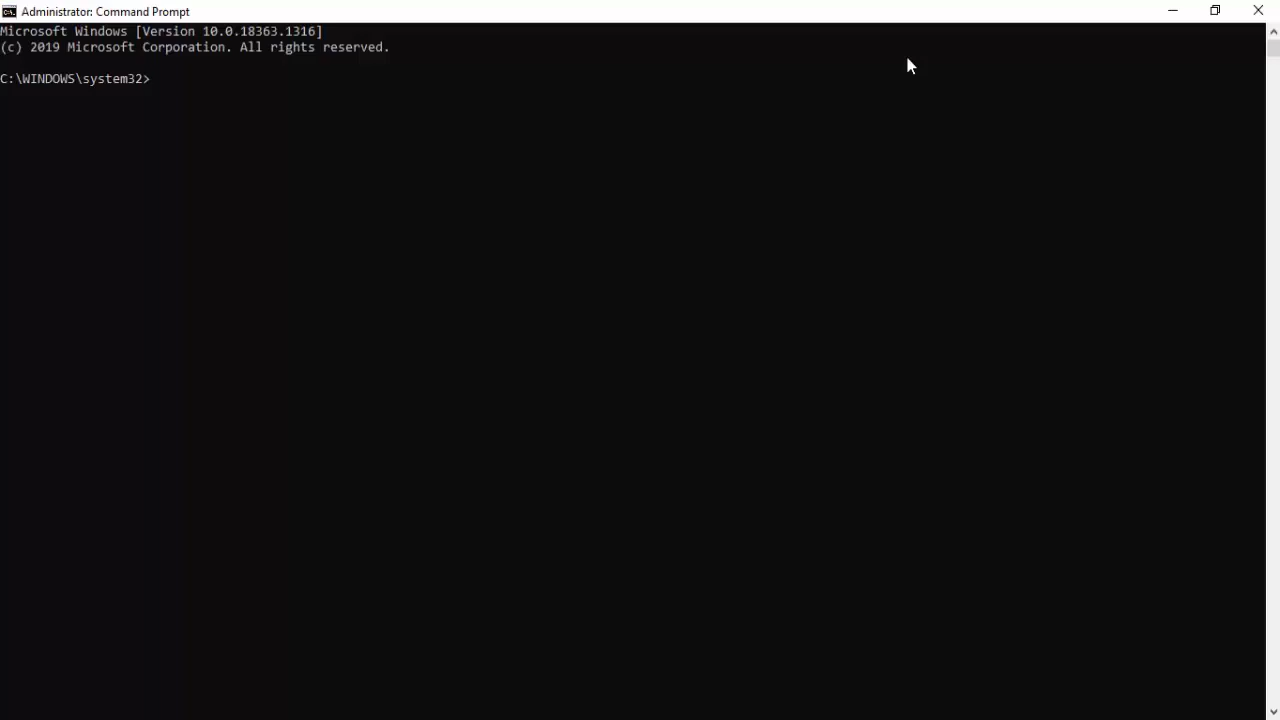 Administrator: Command Prompt
Microsoft Windows [Version 10.0.18363.1316]
(c) 2019 Microsoft Corporation. All rights reserved.
C:\WINDOWS\system32>